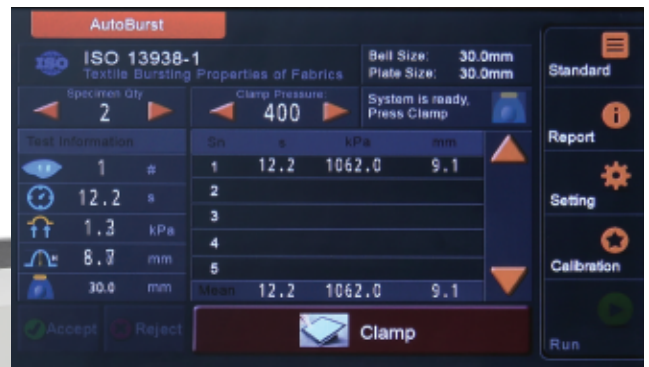 AutoBurst
ISO
ISO 13938-1
Textile Bursting Properties of Fabrics
Bell Size: 30.0mm
Plate Size: 30.0mm
Standard
Specimen Qty
2
Clamp Pressure:
400
System is ready,
Press Clamp
Report
Test Information
Sn s kPa mm
1 #
1 12.2 1062.0 9.1
12.2 s
2
3
1.3 kPa
4
8.7 mm
5
30.0 mm
Mean 12.2 1062.0 9.1
Setting
Calibration
Accept
Reject
Clamp
Run